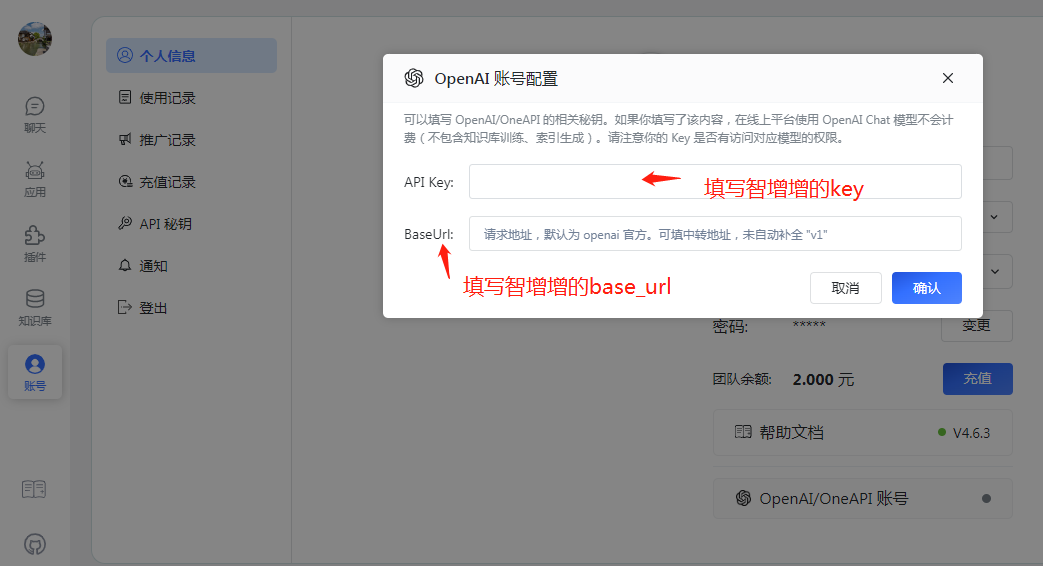 聊天
应用
插件
知识库
账号
个人信息
使用记录
推广记录
充值记录
API 秘钥
通知
登出
OpenAI 账号配置
可以填写 OpenAI/OneAPI 的相关秘钥。如果你填写了该内容，在线上平台使用 OpenAI Chat 模型不会计
费（不包含知识库训练、索引生成）。请注意你的 Key 是否有访问对应模型的权限。
API Key:
填写智增增的key
BaseUrl:
请求地址，默认为 openai 官方。可填中转地址，未自动补全 "v1"
填写智增增的base_url
取消
确认
密码:
*****
变更
团队余额:
2.000 元
充值
帮助文档
V4.6.3
OpenAI/OneAPI 账号